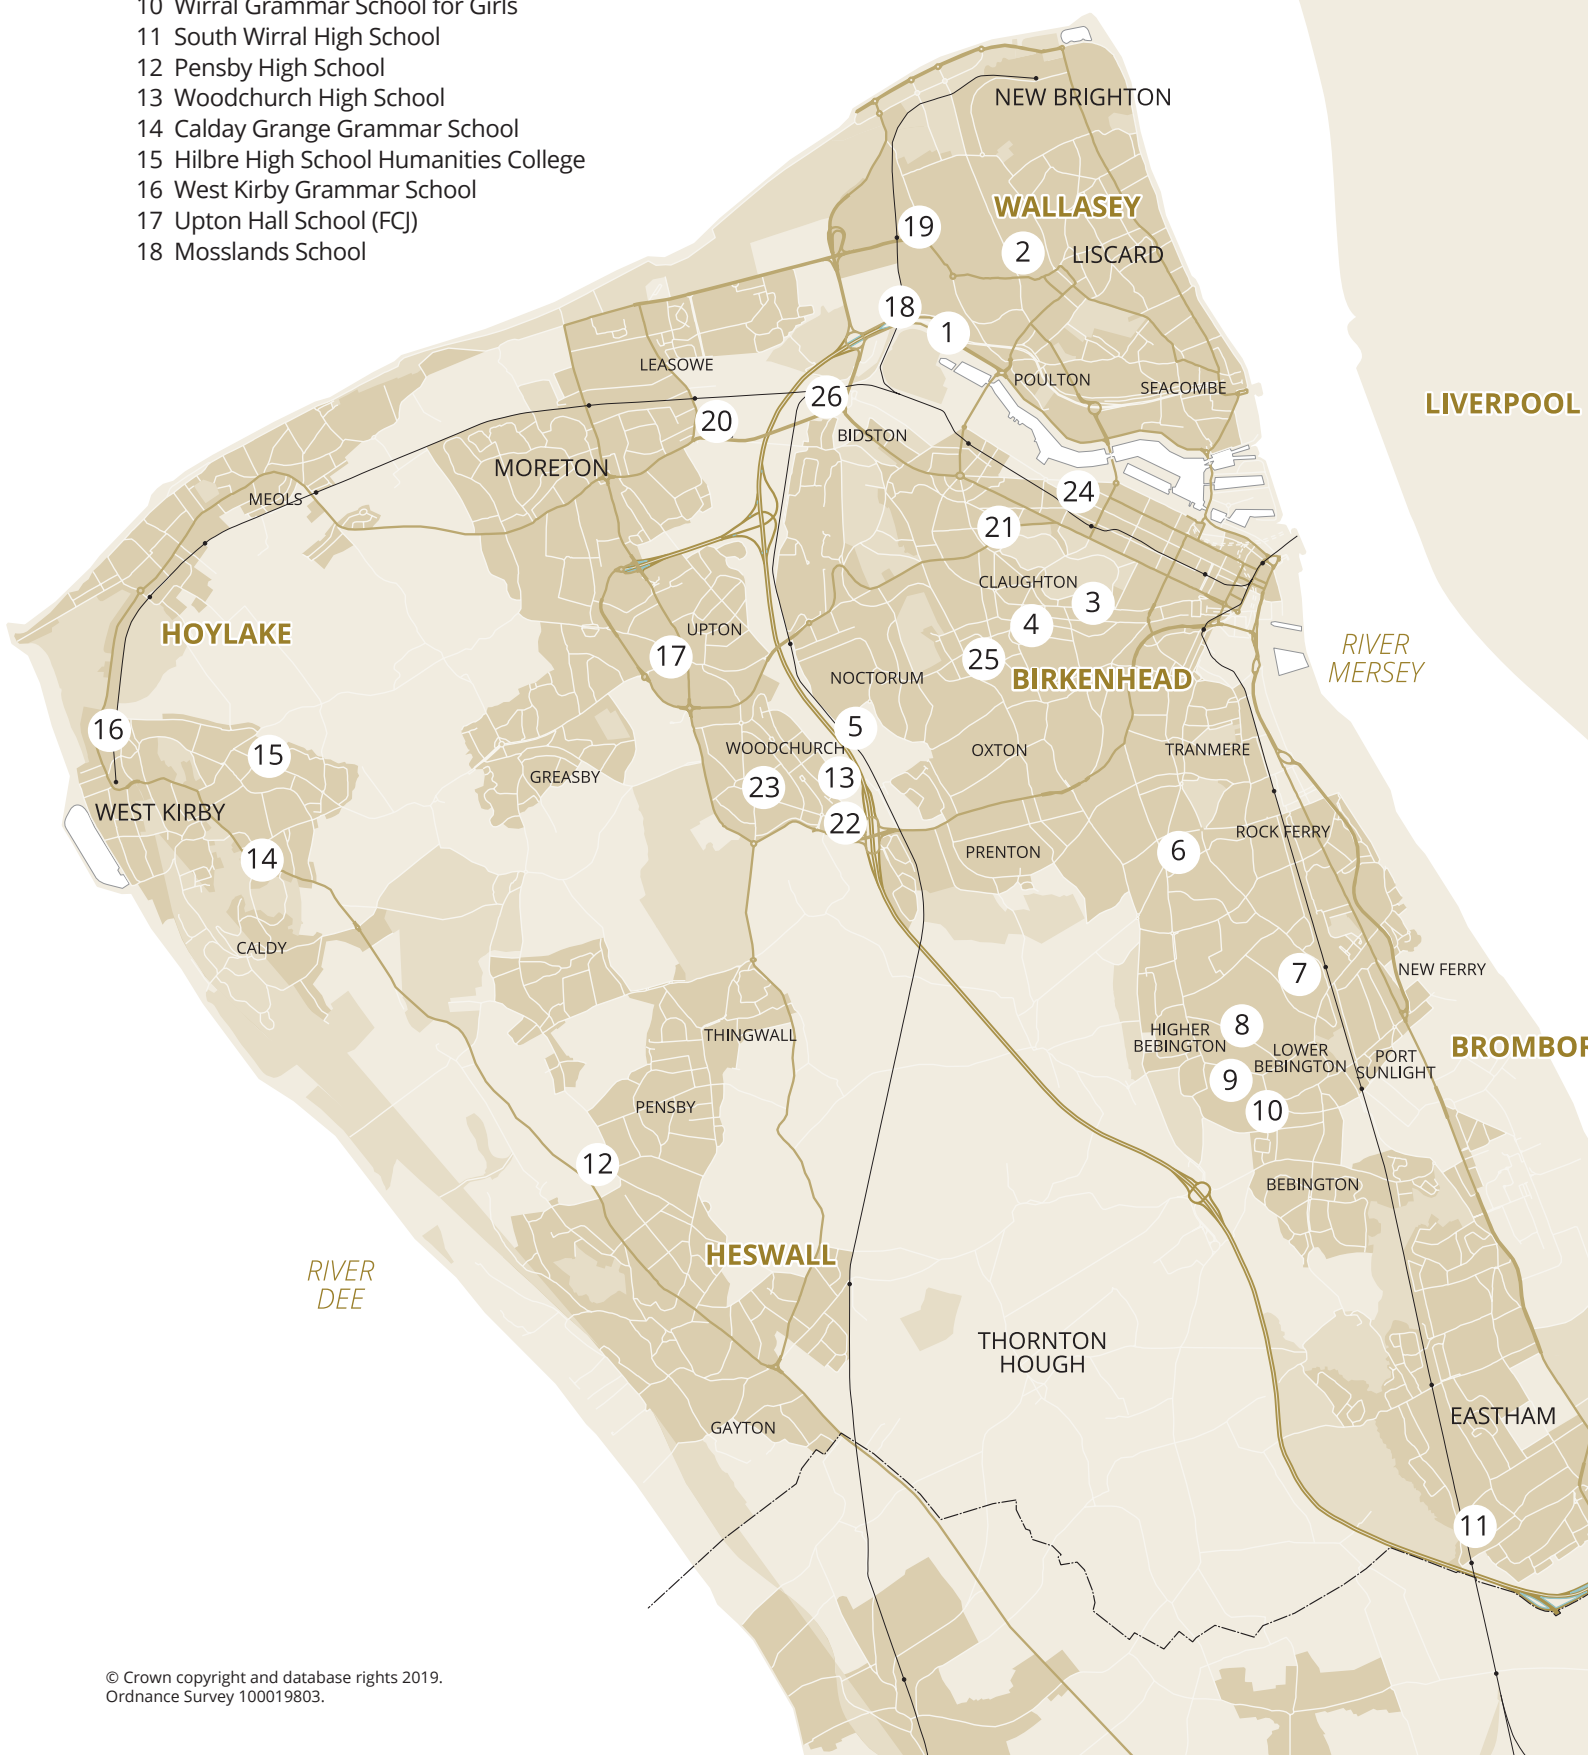 10 Wirral Grammar School for Girls
11 South Wirral High School
12 Pensby High School
13 Woodchurch High School
14 Calday Grange Grammar School
15 Hilbre High School Humanities College
16 West Kirby Grammar School
17 Upton Hall School (FCJ)
18 Mosslands School
NEW BRIGHTON
WALLASEY
19
2
LISCARD
18
1
LEASOWE
POULTON
SEACOMBE
26
LIVERPOOL
20
BIDSTON
MORETON
MEOLS
24
21
CLAUGHTON
3
4
HOYLAKE
UPTON
17
25
RIVER
MERSEY
NOCTORUM
BIRKENHEAD
16
5
15
WOODCHURCH
OXTON
TRANMERE
GREASBY
13
23
WEST KIRBY
22
ROCK FERRY
14
PRENTON
6
CALDY
7
NEW FERRY
THINGWALL
8
HIGHER
BEBINGTON
LOWER
BEBINGTON
PORT
SUNLIGHT
BROMBOR
9
PENSBY
10
12
BEBINGTON
HESWALL
RIVER
DEE
THORNTON
HOUGH
GAYTON
EASTHAM
11
© Crown copyright and database rights 2019.
Ordnance Survey 100019803.